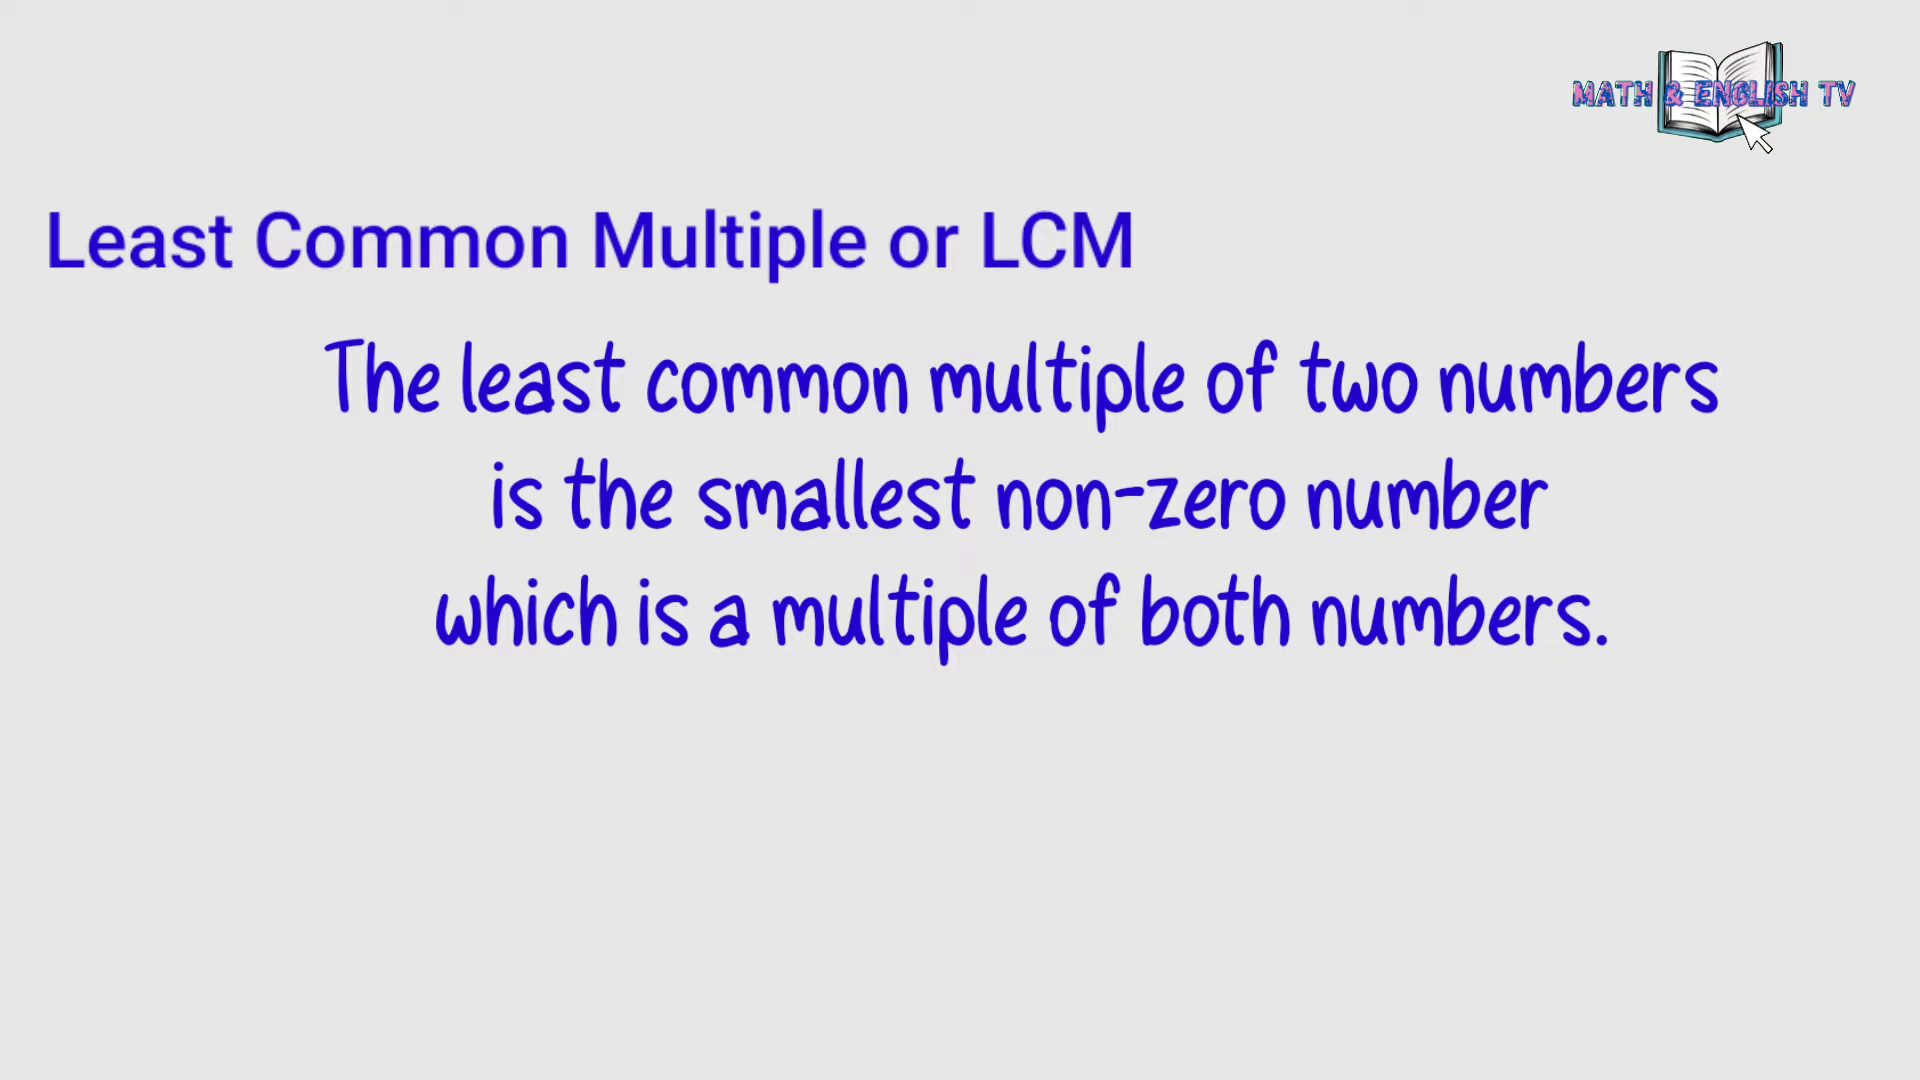 MATH & ENGLISH TV
Least Common Multiple or LCM
The least common multiple of two numbers
is the smallest non-zero number
which is a multiple of both numbers.